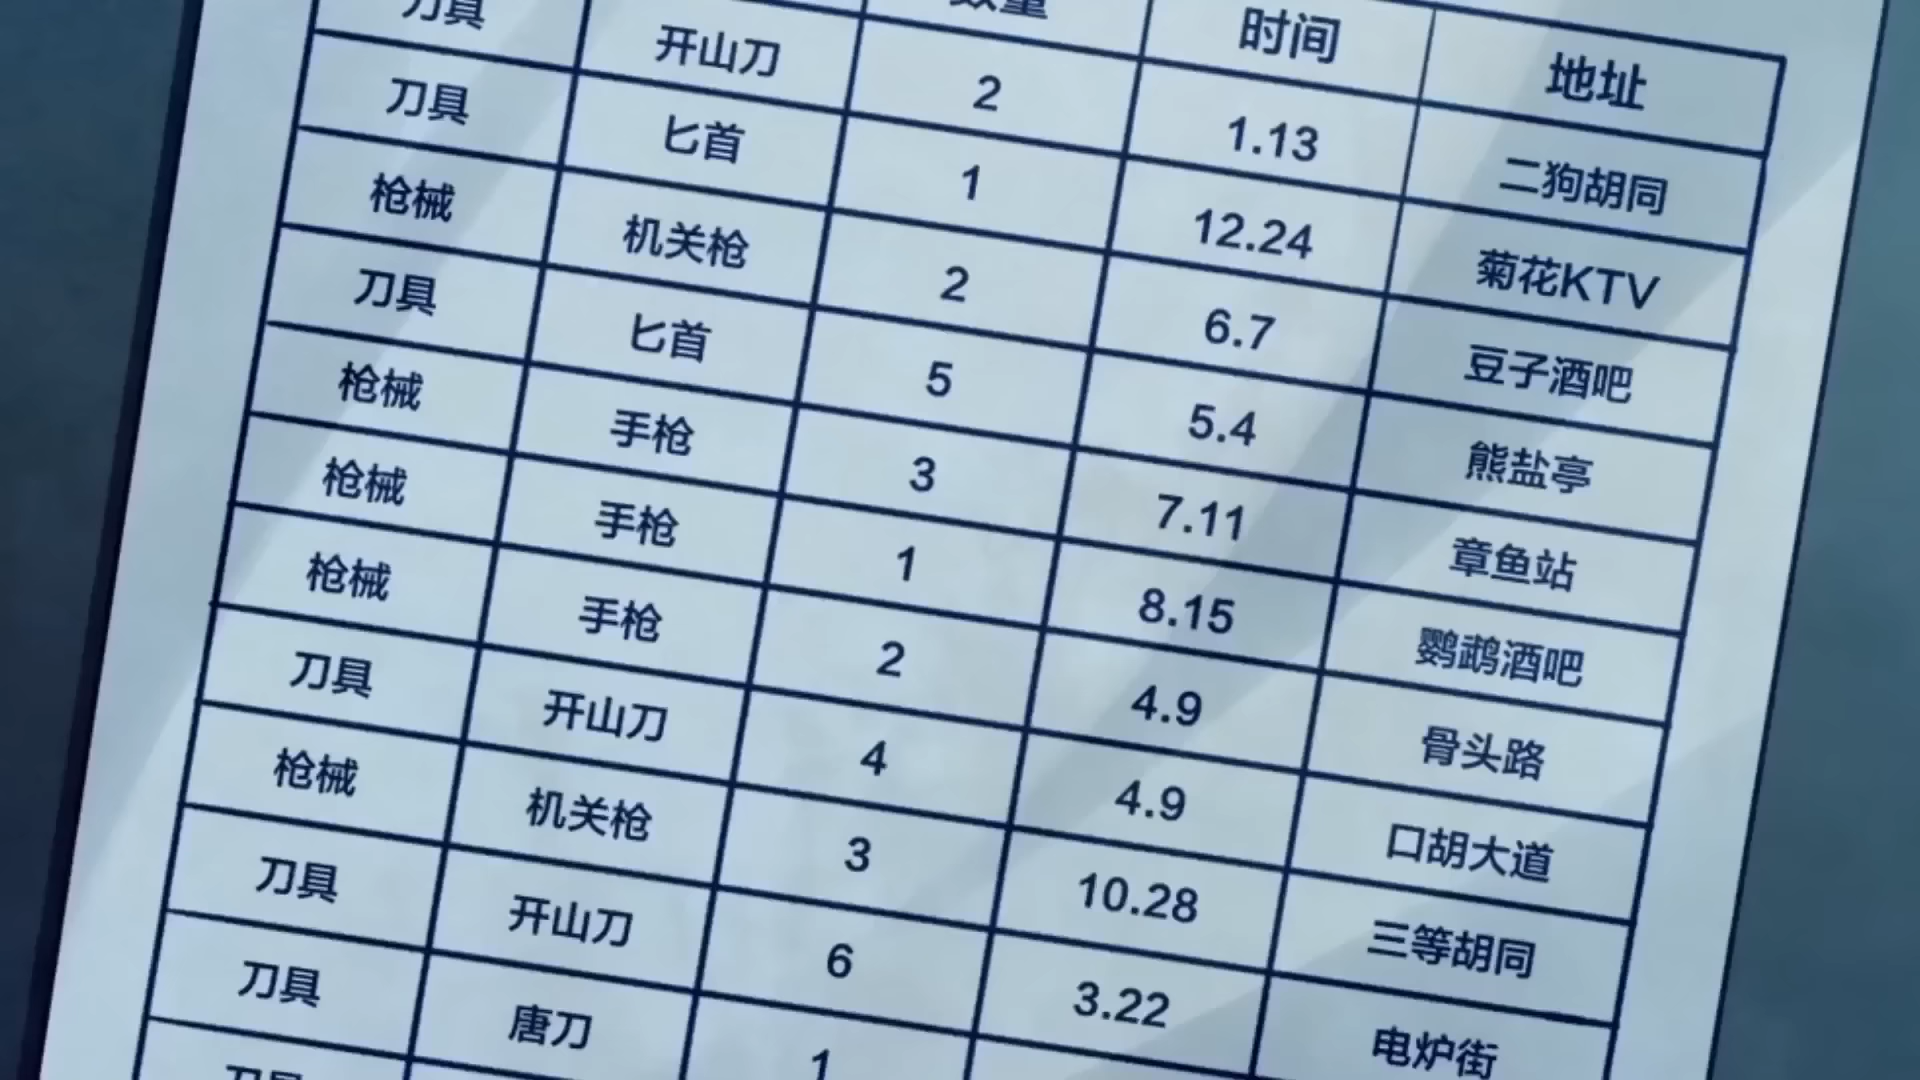 数量 时间 地址
刀具 开山刀 2 1.13 二狗胡同
刀具 匕首 1 12.24 菊花KTV
枪械 机关枪 2 6.7 豆子酒吧
刀具 匕首 5 5.4 熊盐亭
枪械 手枪 3 7.11 章鱼站
枪械 手枪 1 8.15 鹦鹉酒吧
枪械 手枪 2 4.9 骨头路
刀具 开山刀 4 4.9 口胡大道
枪械 机关枪 3 10.28 三等胡同
刀具 开山刀 6 3.22 电炉街
刀具 唐刀 1